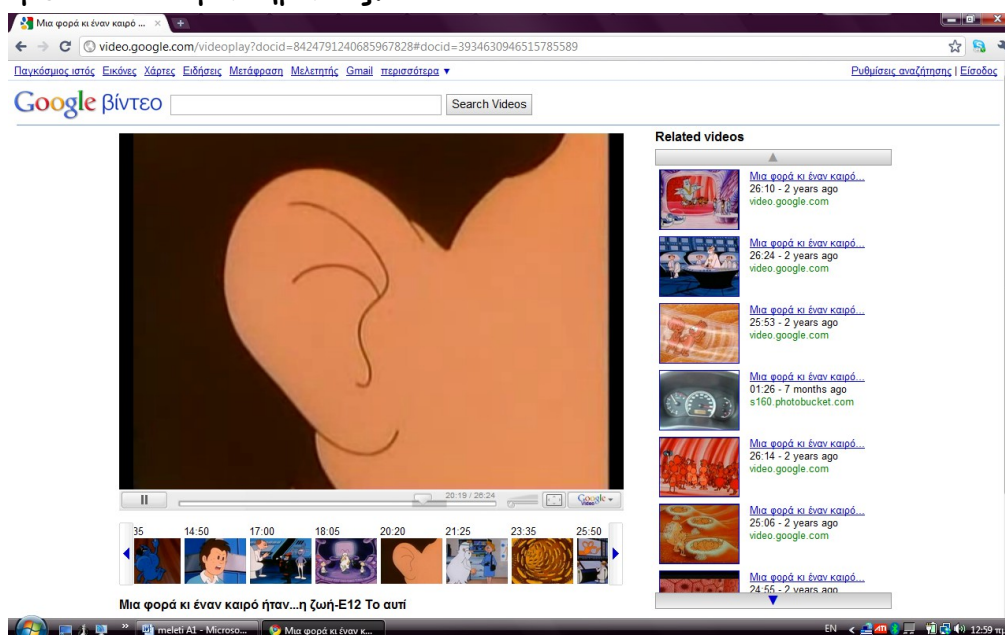 Μια φορά κι έναν καιρό ...
video.google.com/videoplay?docid=8424791240685967828#docid=3934630946515785589
Παγκόσμιος ιστός Εικόνες Χάρτες Ειδήσεις Μετάφραση Μελετητής Gmail περισσότερα ▼
Ρυθμίσεις αναζήτησης | Είσοδος
Google βίντεο
Search Videos
Related videos
Μια φορά κι έναν καιρό...
26:10 - 2 years ago
video.google.com
Μια φορά κι έναν καιρό...
26:24 - 2 years ago
video.google.com
Μια φορά κι έναν καιρό...
25:53 - 2 years ago
video.google.com
Μια φορά κι έναν καιρό...
01:26 - 7 months ago
s160.photobucket.com
Μια φορά κι έναν καιρό...
26:14 - 2 years ago
video.google.com
Μια φορά κι έναν καιρό...
25:06 - 2 years ago
video.google.com
Μια φορά κι έναν καιρό...
24:55 - 2 years ago
20:19 / 26:24
Google
Video
35 14:50 17:00 18:05 20:20 21:25 23:35 25:50
Μια φορά κι έναν καιρό ήταν...η ζωή-E12 Το αυτί
meleti A1 - Microso...
Μια φορά κι έναν κ...
EN
12:59 πμ